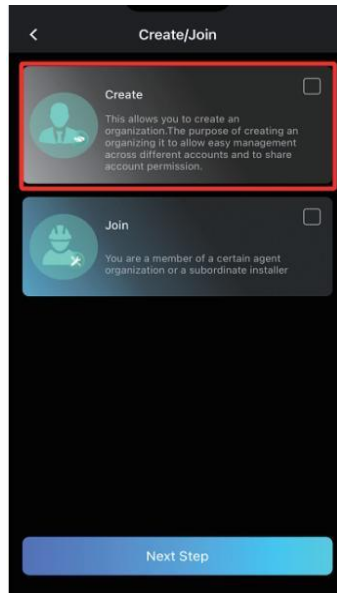 Create/Join
Create
This allows you to create an
organization.The purpose of creating an
organizing it to allow easy management
across different accounts and to share
account permission.
Join
You are a member of a certain agent
organization or a subordinate installer
Next Step